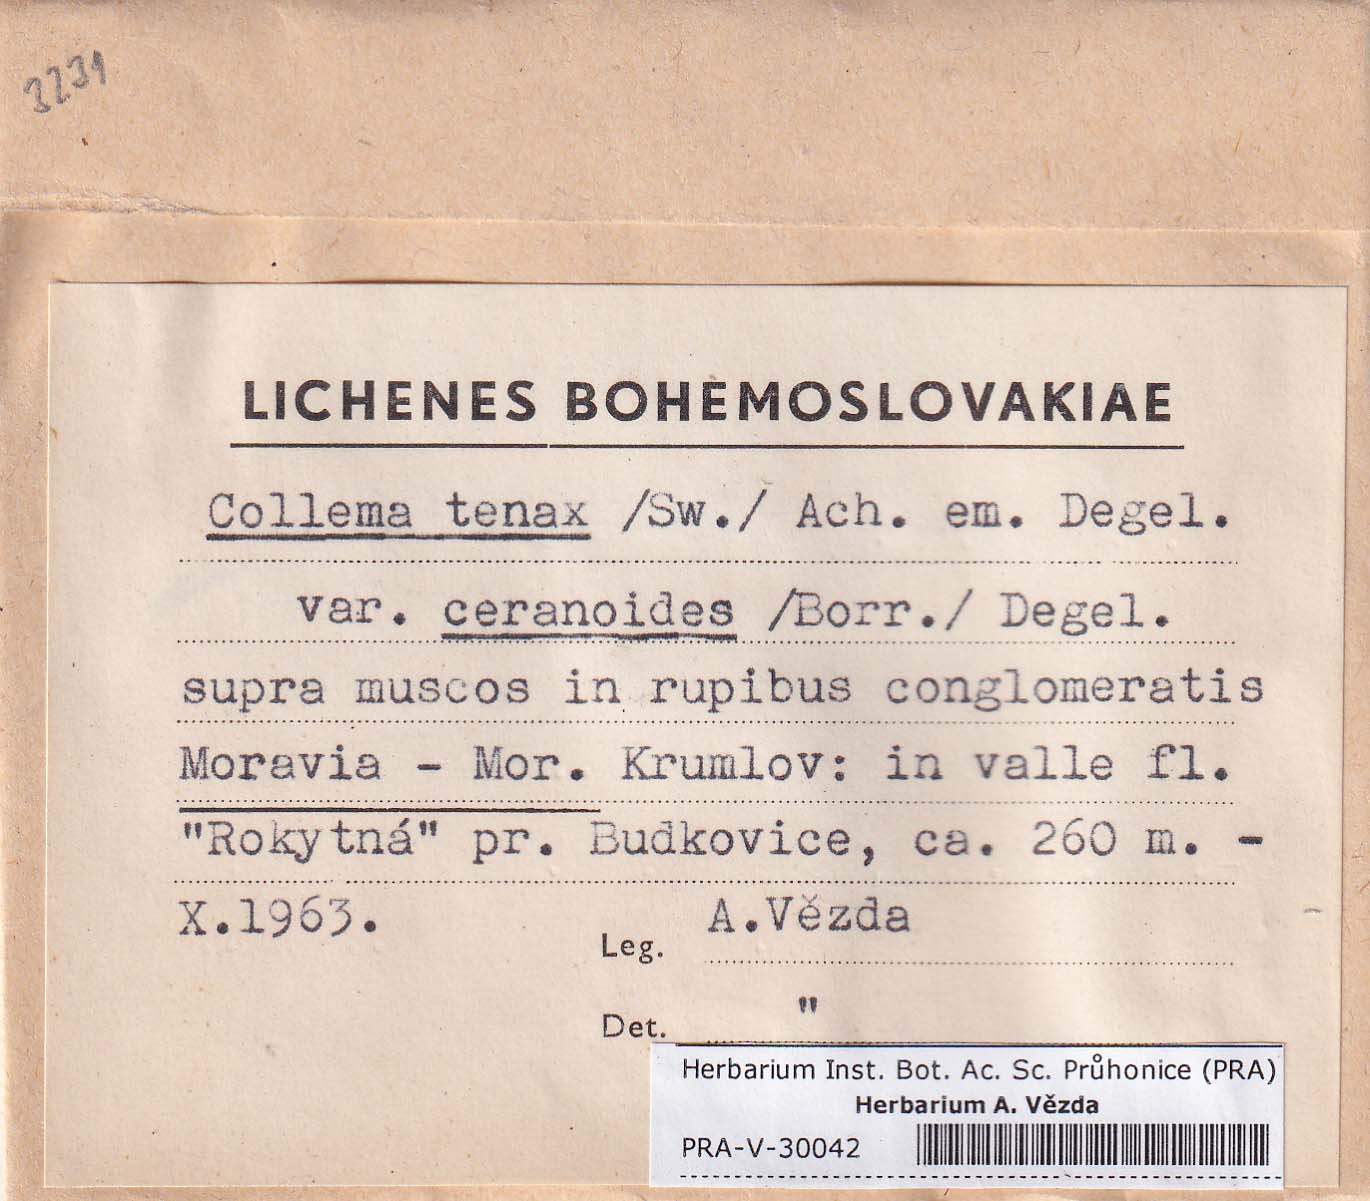 3231
LICHENES BOHEMOSLOVAKIAE
Collema tenax /Sw./ Ach. em. Degel.
var. ceranoides /Borr./ Degel.
supra muscos in rupibus conglomeratis
Moravia - Mor. Krumlov: in valle fl.
"Rokytná" pr. Budkovice, ca. 260 m. -
X.1963.
Leg. A.Vězda
Det. "
Herbarium Inst. Bot. Ac. Sc. Průhonice (PRA)
Herbarium A. Vězda
PRA-V-30042